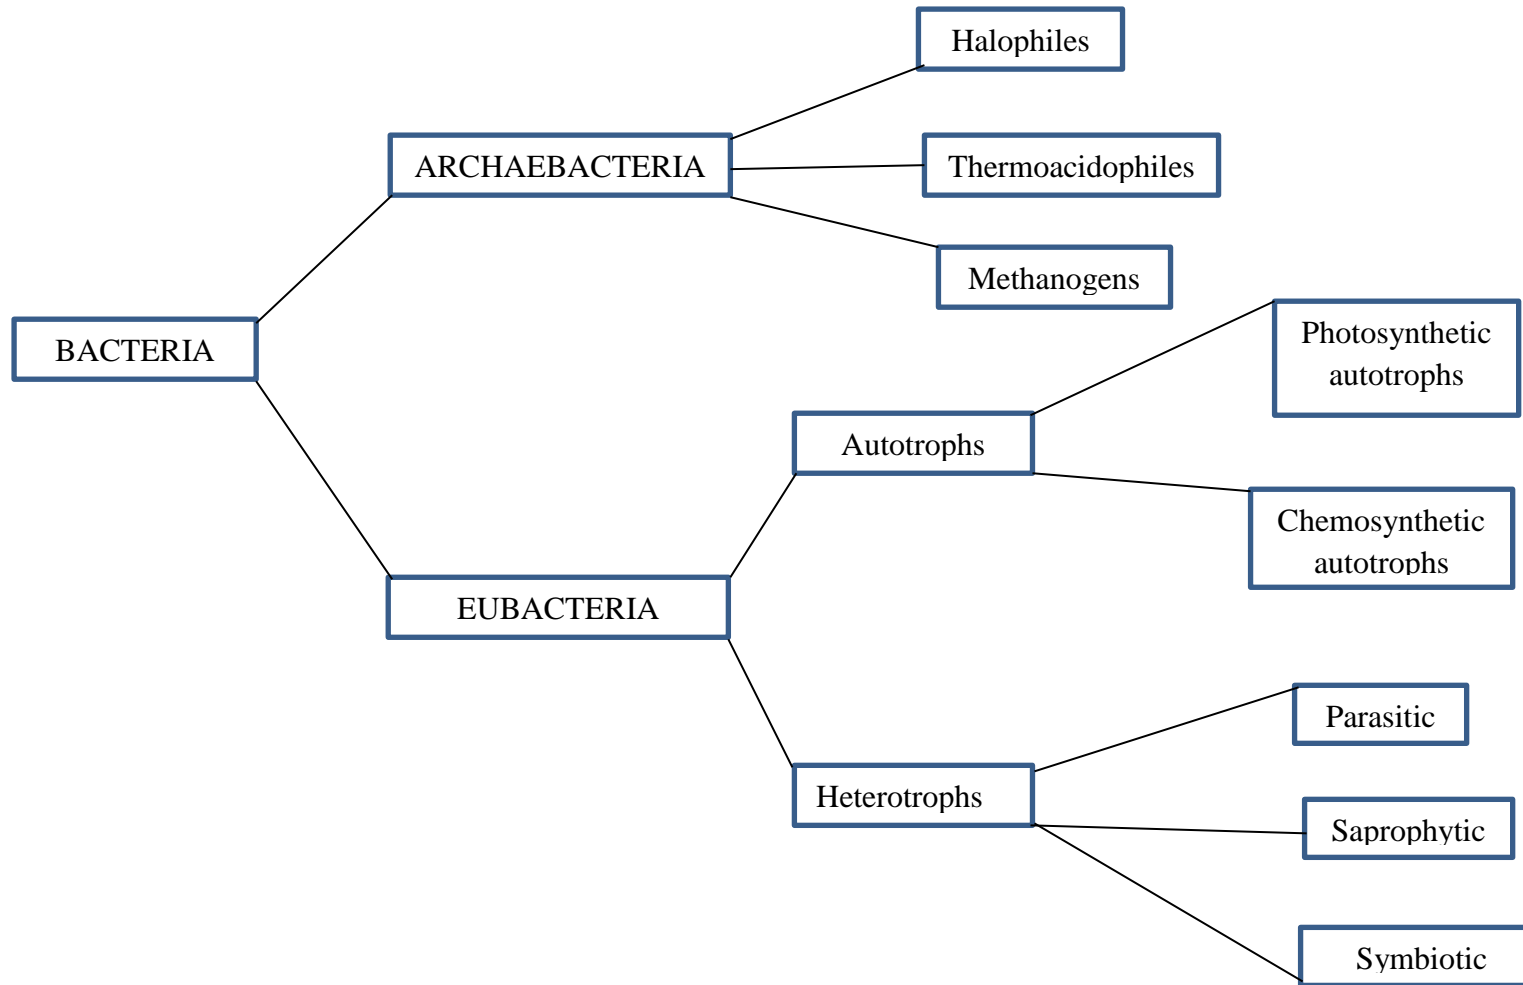 Halophiles
ARCHAEBACTERIA
Thermoacidophiles
Methanogens
BACTERIA
Photosynthetic
autotrophs
Autotrophs
Chemosynthetic
autotrophs
EUBACTERIA
Parasitic
Heterotrophs
Saprophytic
Symbiotic